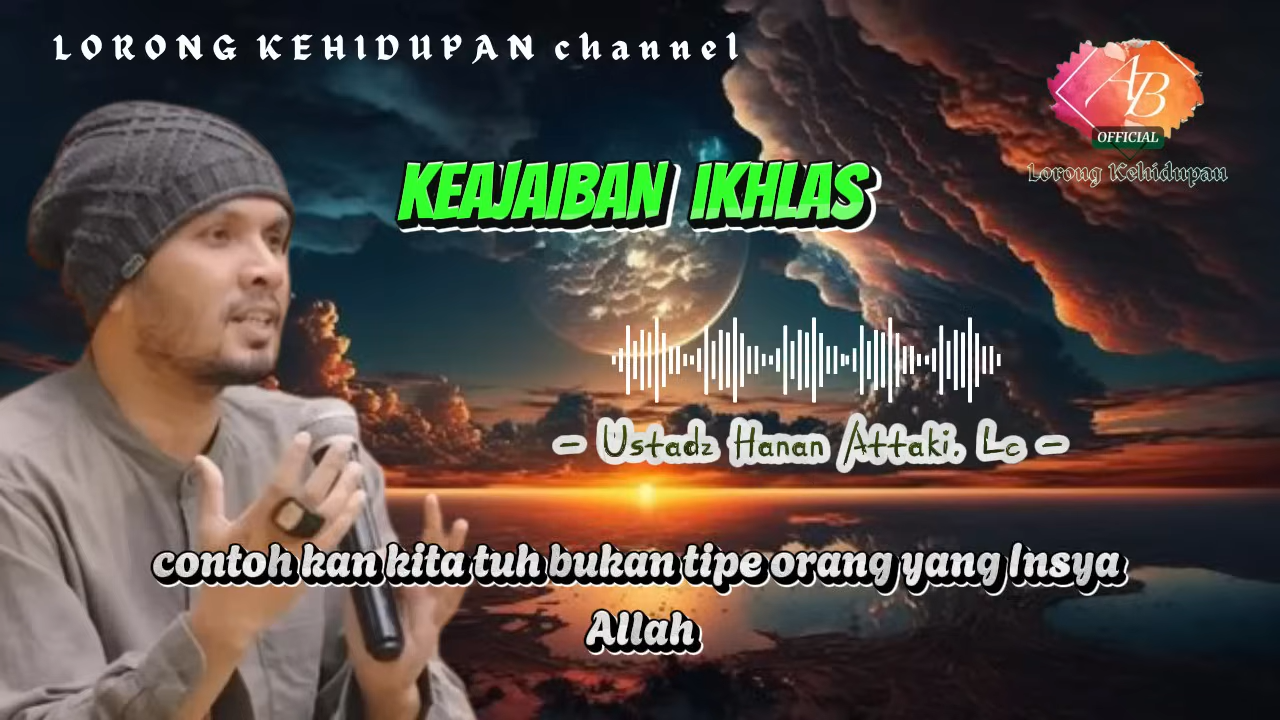 LORONG KEHIDUPAN channel
AB
OFFICIAL
Lorong Kehidupan
KEAJAIBAN IKHLAS
- Ustadz Hanan Attaki. Lc -
contoh kan kita tuh bukan tipe orang yang Insya
Allah